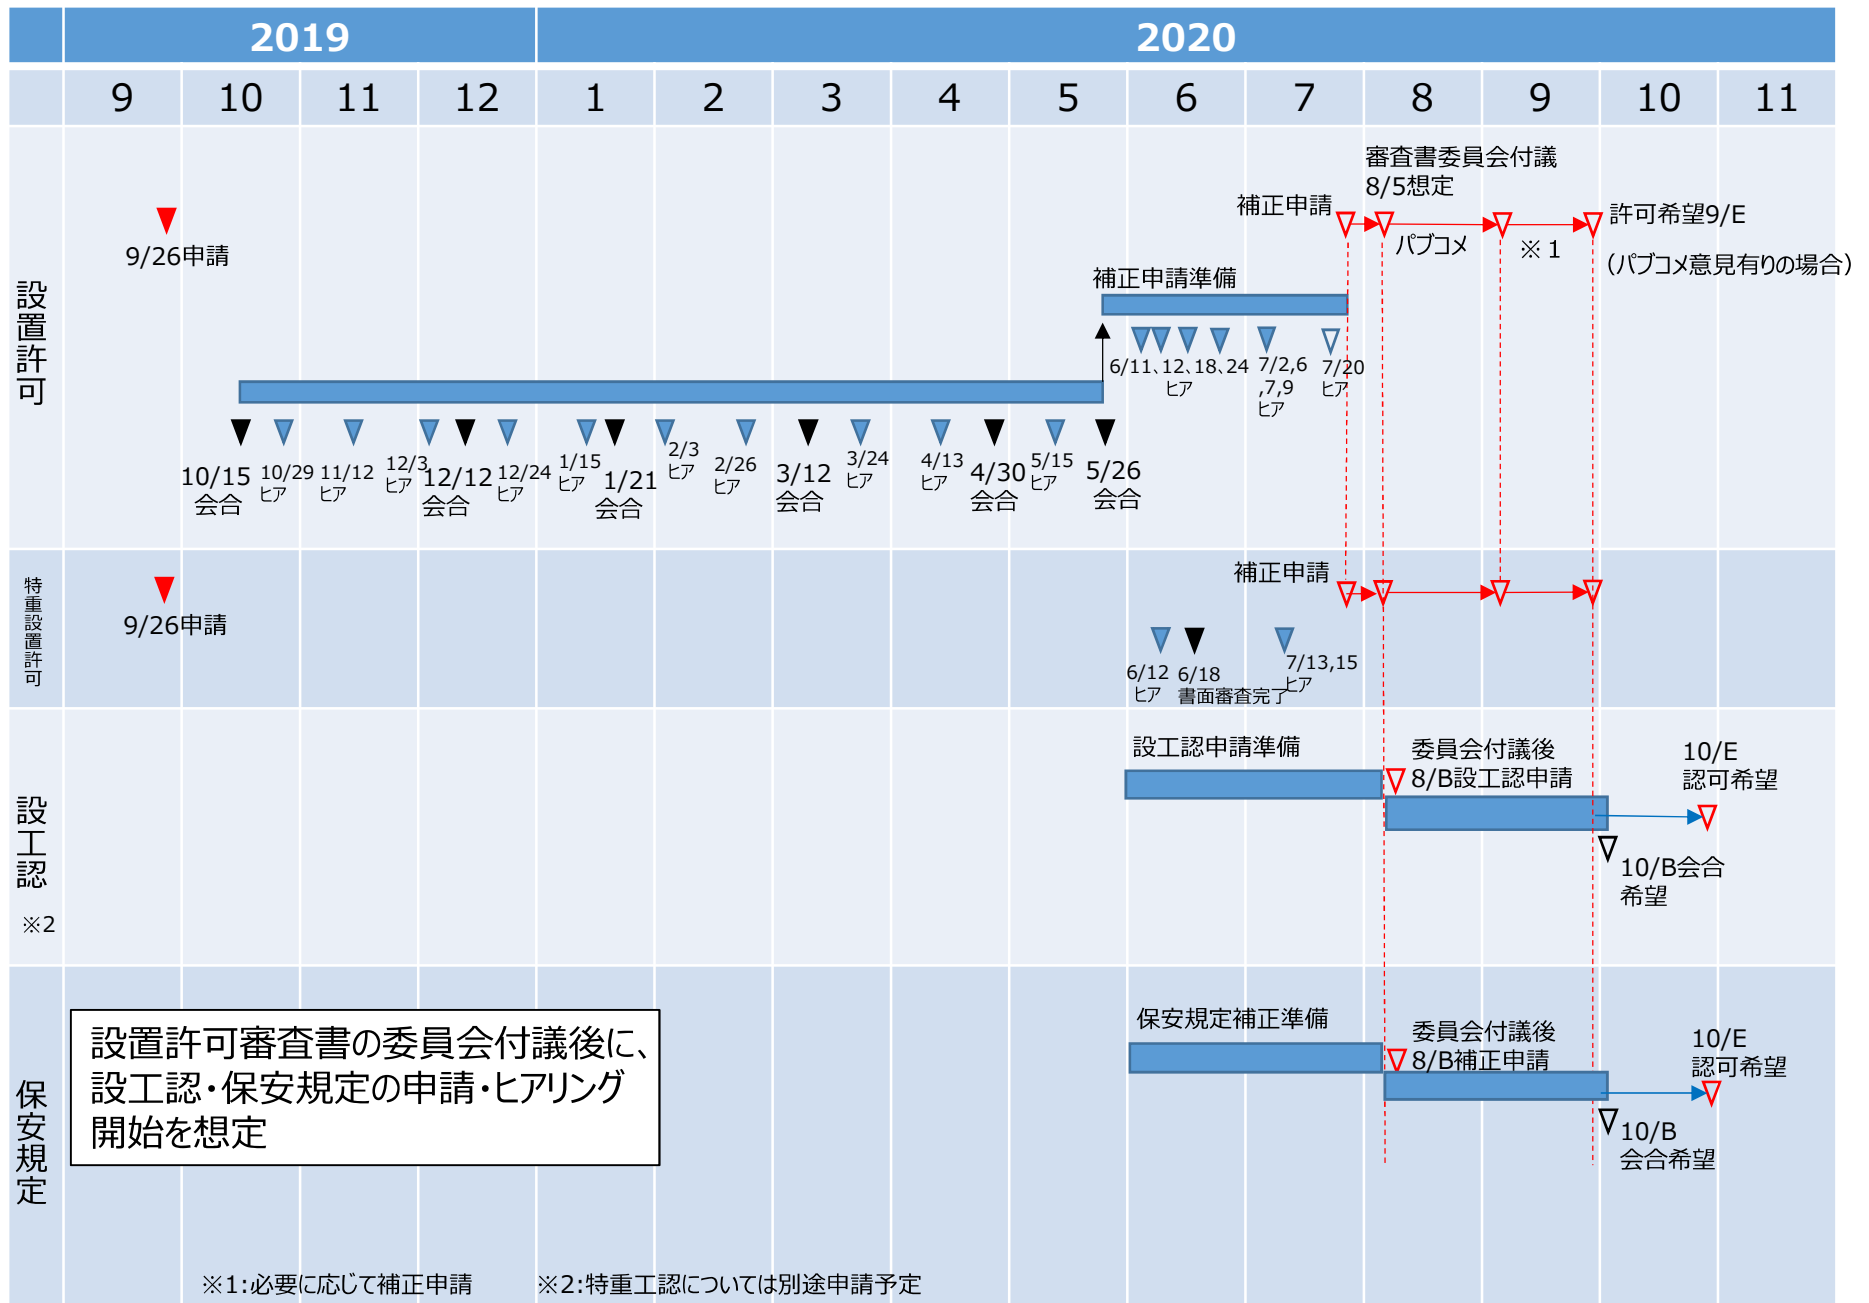 2019
2020
9
10
11
12
1
2
3
4
5
6
7
8
9
10
11
設置許可
9/26申請
審査書委員会付議
8/5想定
補正申請
許可希望9/E
パブコメ
※１
(パブコメ意見有りの場合)
補正申請準備
6/11、12、18、24
ヒア
7/2,6
,7,9
ヒア
7/20
ヒア
10/15
会合
10/29
ヒア
11/12
ヒア
12/3
ヒア
12/12
会合
12/24
ヒア
1/15
ヒア
1/21
会合
2/3
ヒア
2/26
ヒア
3/12
会合
3/24
ヒア
4/13
ヒア
4/30
会合
5/15
ヒア
5/26
会合
特重設置許可
9/26申請
補正申請
6/12
ヒア
6/18
書面審査完了
7/13,15
ヒア
設工認
※2
設工認申請準備
委員会付議後
8/B設工認申請
10/E
認可希望
10/B会合
希望
保安規定
設置許可審査書の委員会付議後に、
設工認・保安規定の申請・ヒアリング
開始を想定
保安規定補正準備
委員会付議後
8/B補正申請
10/E
認可希望
10/B
会合希望
※1:必要に応じて補正申請
※2:特重工認については別途申請予定